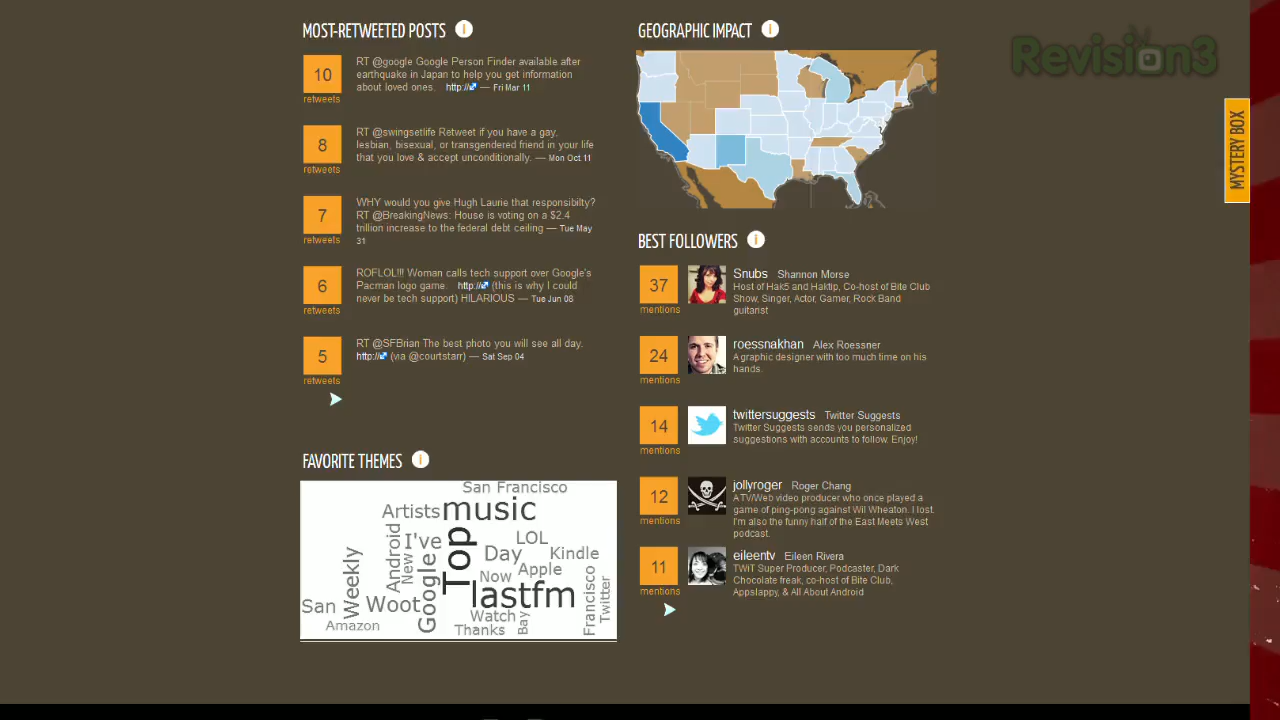 MOST-RETWEETED POSTS i
10
retweets
RT @google Google Person Finder available after
earthquake in Japan to help you get information
about loved ones. http:// — Fri Mar 11
8
retweets
RT @swingsetlife Retweet if you have a gay,
lesbian, bisexual, or transgendered friend in your life
that you love & accept unconditionally. — Mon Oct 11
7
retweets
WHY would you give Hugh Laurie that responsibilty?
RT @BreakingNews: House is voting on a $2.4
trillion increase to the federal debt ceiling — Tue May
31
6
retweets
ROFLOL!!! Woman calls tech support over Google's
Pacman logo game. http:// (this is why I could
never be tech support) HILARIOUS — Tue Jun 08
5
retweets
RT @SFBrian The best photo you will see all day.
http:// (via @courtstarr) — Sat Sep 04
FAVORITE THEMES i
San Francisco
Artists
music
Android
I've
New
Google
Top
LOL
Day
Kindle
Apple
Now
lastfm
Weekly
San
Woot
Amazon
Watch
Thanks
Bay
Francisco
Twitter
GEOGRAPHIC IMPACT i
BEST FOLLOWERS i
37
mentions
Snubs Shannon Morse
Host of Hak5 and Haktip, Co-host of Bite Club
Show, Singer, Actor, Gamer, Rock Band
guitarist
24
mentions
roessnakhan Alex Roessner
A graphic designer with too much time on his
hands.
14
mentions
twittersuggests Twitter Suggests
Twitter Suggests sends you personalized
suggestions with accounts to follow. Enjoy!
12
mentions
jollyroger Roger Chang
A TV/Web video producer who once played a
game of ping-pong against Wil Wheaton. I lost.
I'm also the funny half of the East Meets West
podcast.
11
mentions
eileentv Eileen Rivera
TWiT Super Producer, Podcaster, Dark
Chocolate freak, co-host of Bite Club,
AppsJappy, & All About Android
Revision3
MYSTERY BOX